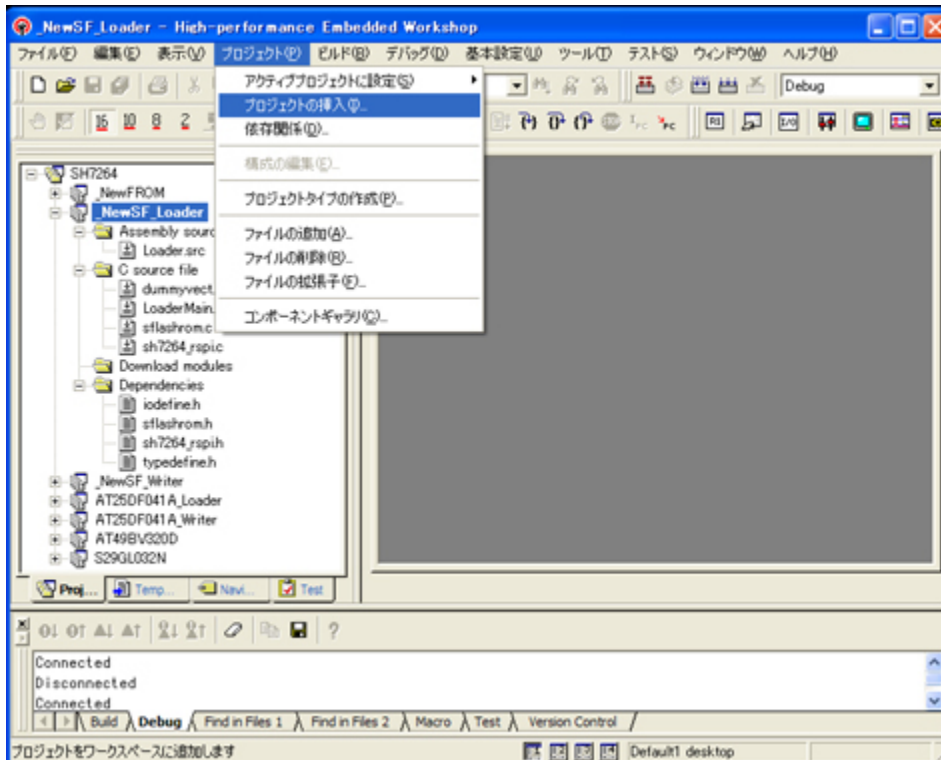 _NewSF_Loader - High-performance Embedded Workshop
ファイル(F) 編集(E) 表示(V) プロジェクト(P) ビルド(B) デバッグ(D) 基本設定(U) ツール(T) テスト(S) ウィンドウ(W) ヘルプ(H)
Debug
アクティブプロジェクトに設定(S)
プロジェクトの挿入(I)...
依存関係(D)...
構成の編集(E)...
プロジェクトタイプの作成(P)...
ファイルの追加(A)...
ファイルの削除(R)...
ファイルの拡張子(F)...
コンポーネントギャラリ(C)...
16 10 8 2
SH7264
_NewFROM
_NewSF_Loader
Assembly sourc
Loader.src
C source file
dummyvect.
LoaderMain.
sflashrom.c
sh7264_rspi.c
Download modules
Dependencies
iodefine.h
sflashrom.h
sh7264_rspi.h
typedefine.h
_NewSF_Writer
AT25DF041A_Loader
AT25DF041A_Writer
AT49BV320D
S29GL032N
Proj... Temp... Navi... Test
Connected
Disconnected
Connected
Build Debug Find in Files 1 Find in Files 2 Macro Test Version Control
プロジェクトをワークスペースに追加します Default1 desktop